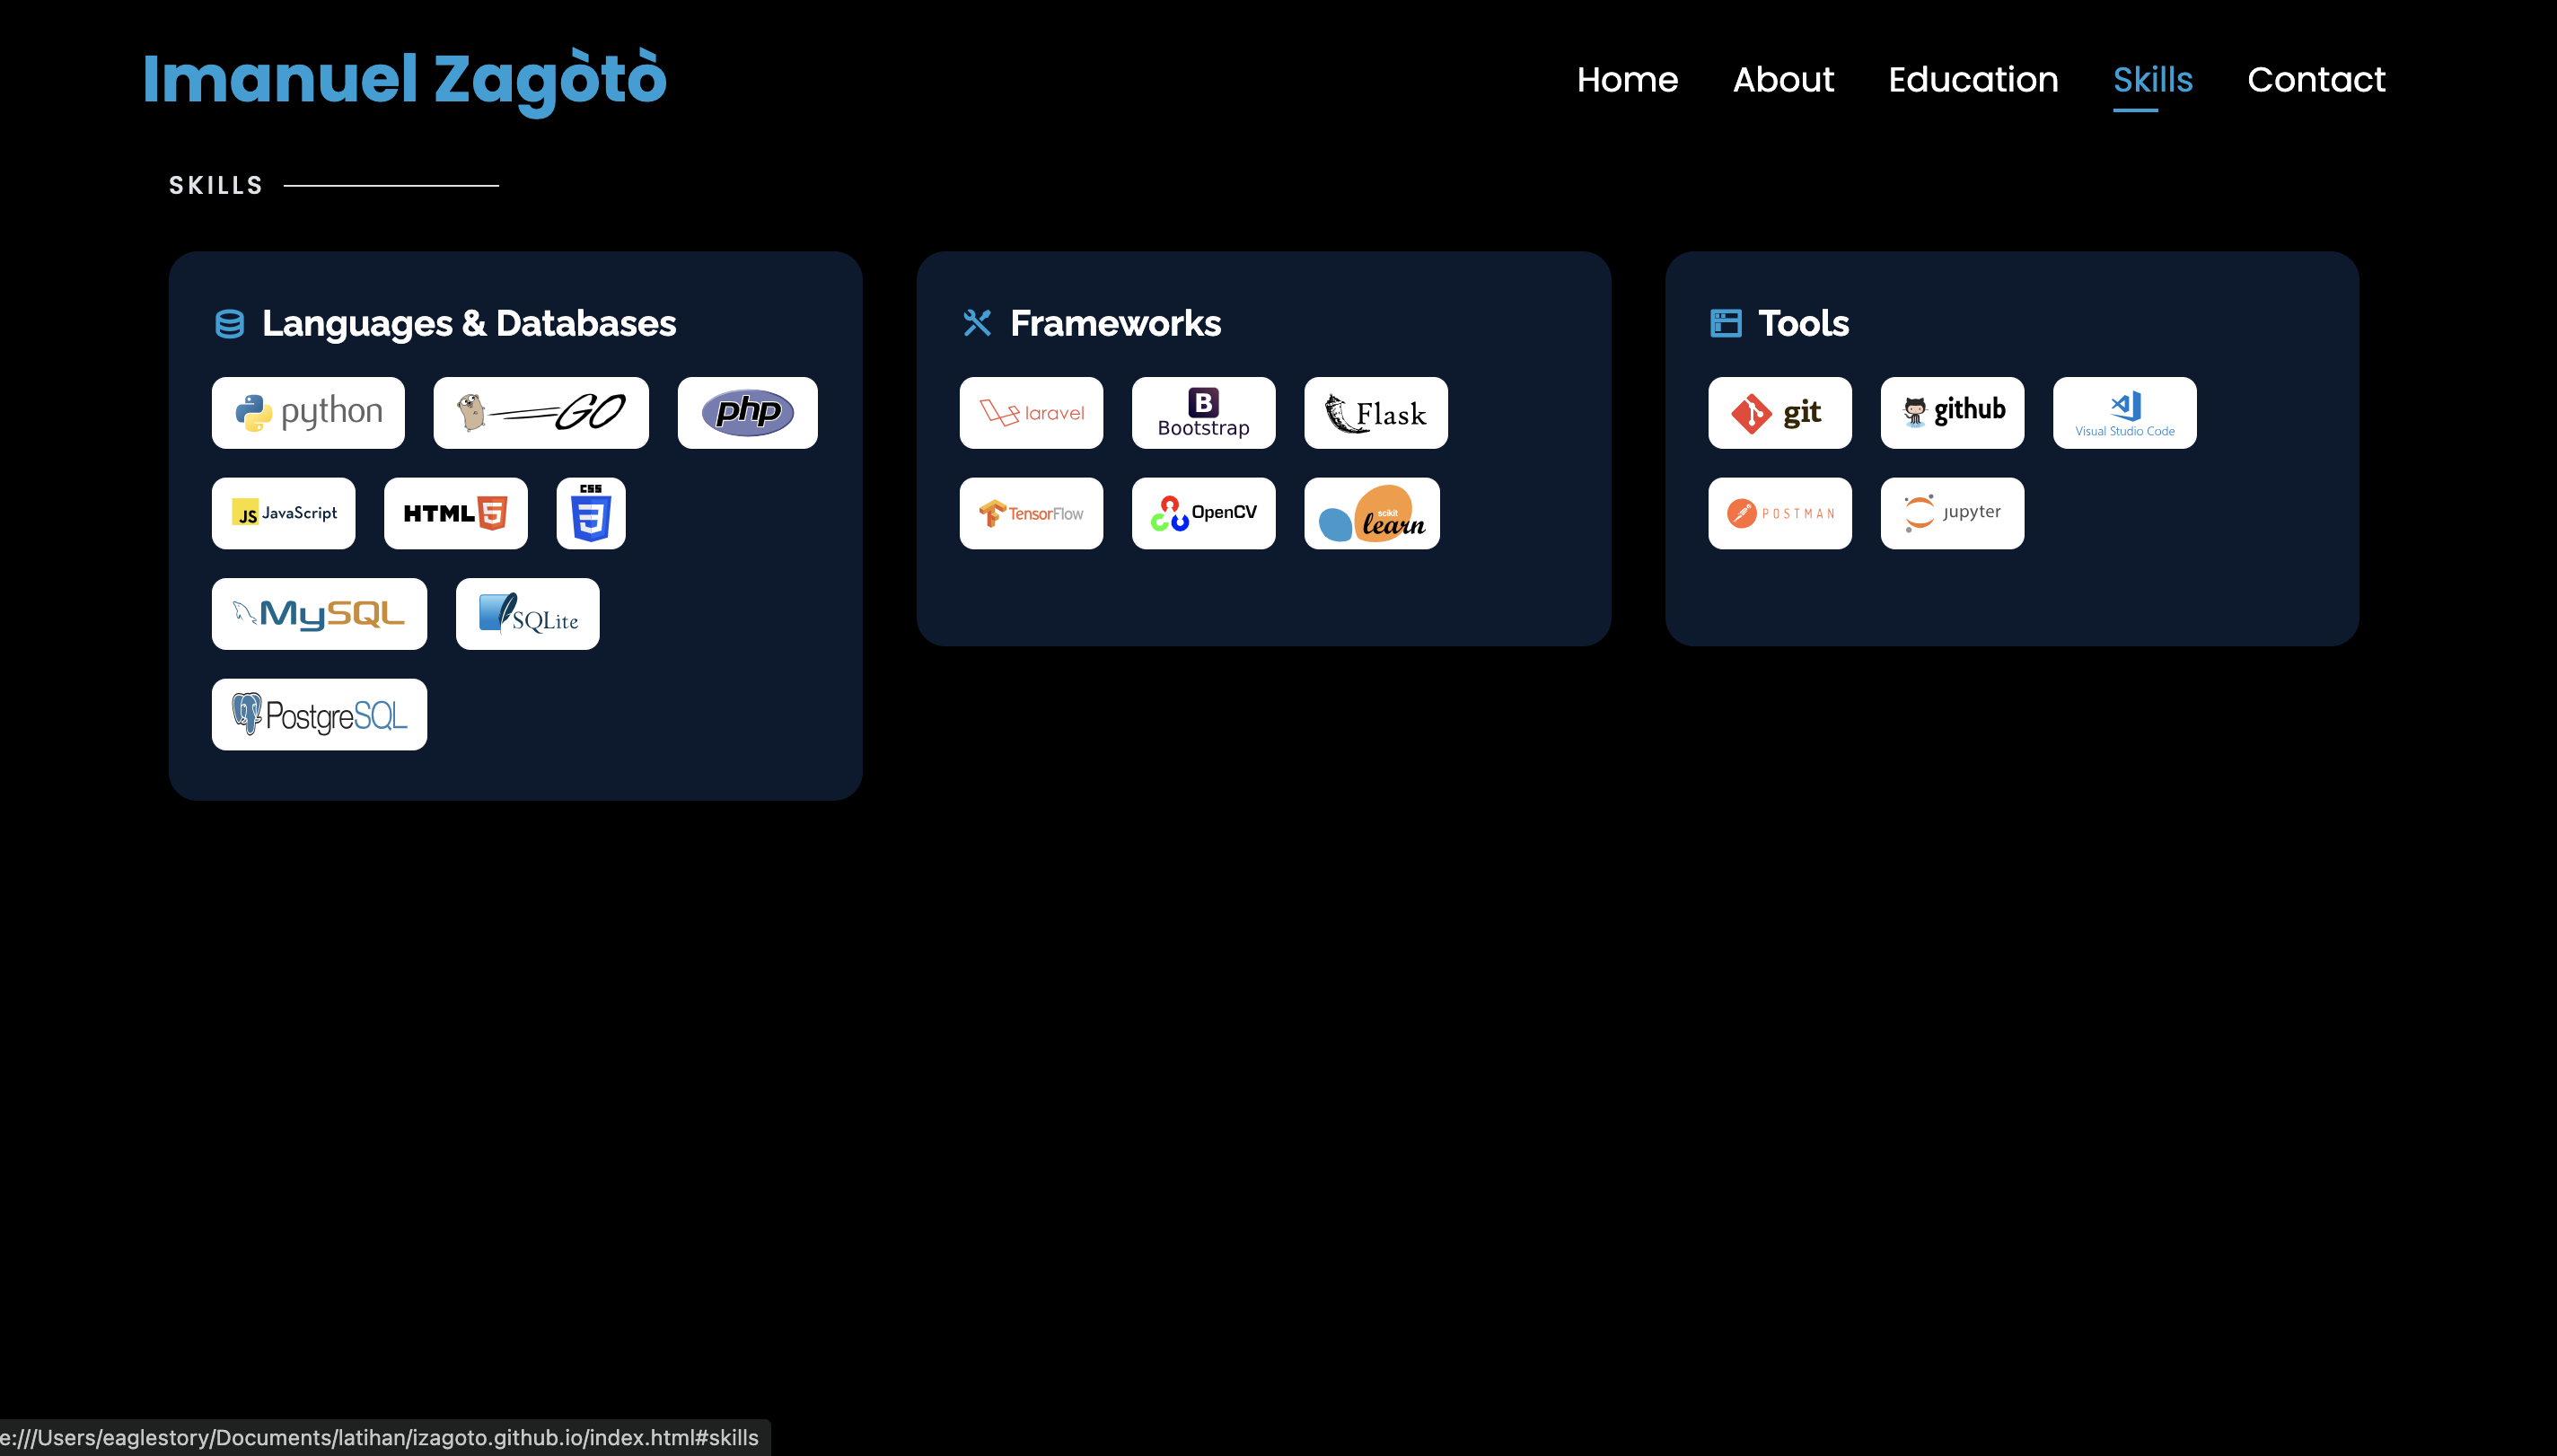 Imanuel Zagòtò
Home About Education Skills Contact
SKILLS
Languages & Databases
python GO php
JS JavaScript HTML 5 CSS 3
MySQL SQLite
PostgreSQL
Frameworks
laravel B Bootstrap Flask
TensorFlow OpenCV scikit learn
Tools
git github Visual Studio Code
POSTMAN jupyter
e:///Users/eaglestory/Documents/latihan/izagoto.github.io/index.html#skills